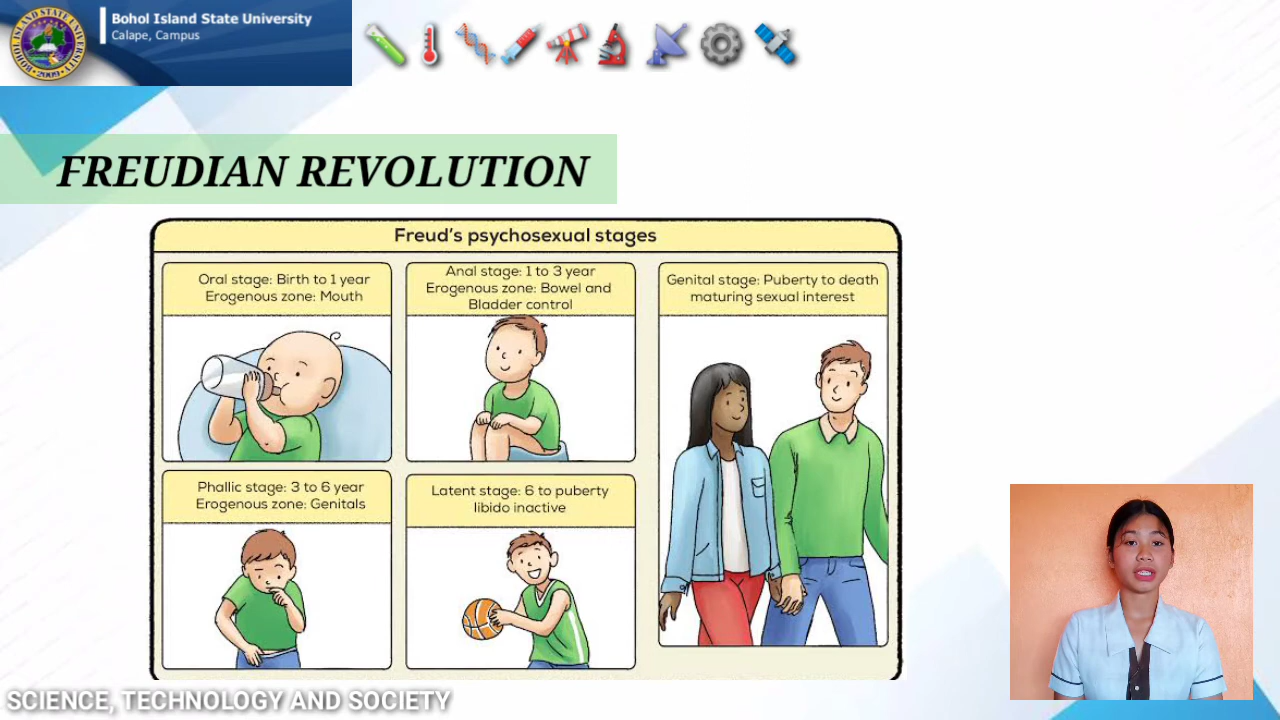 Bohol Island State University
Calape, Campus
FREUDIAN REVOLUTION
Freud's psychosexual stages
Oral stage: Birth to 1 year
Erogenous zone: Mouth
Anal stage: 1 to 3 year
Erogenous zone: Bowel and
Bladder control
Genital stage: Puberty to death
maturing sexual interest
Phallic stage: 3 to 6 year
Erogenous zone: Genitals
Latent stage: 6 to puberty
libido inactive
SCIENCE, TECHNOLOGY AND SOCIETY